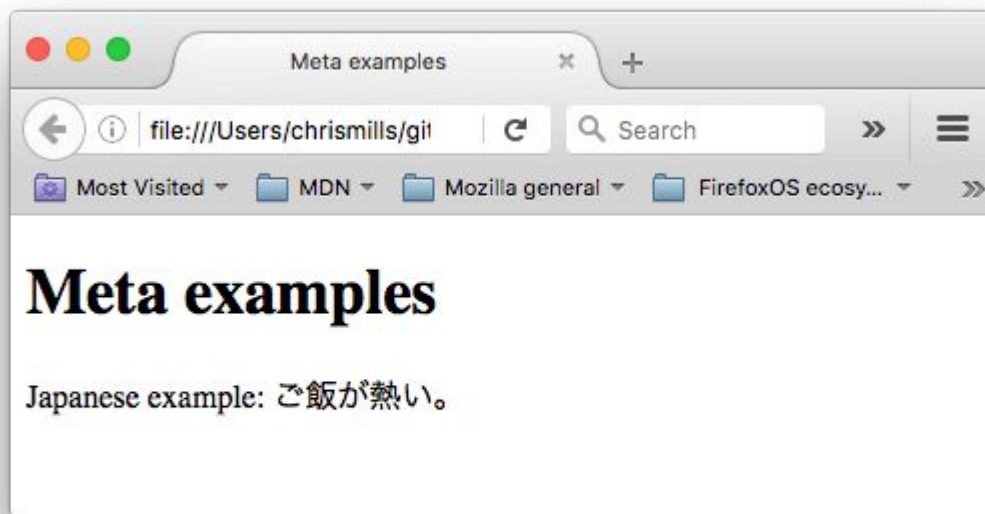 Meta examples
file:///Users/chrismills/git
Search
Most Visited MDN Mozilla general FirefoxOS ecosy...
Meta examples
Japanese example: ご飯が熱い。